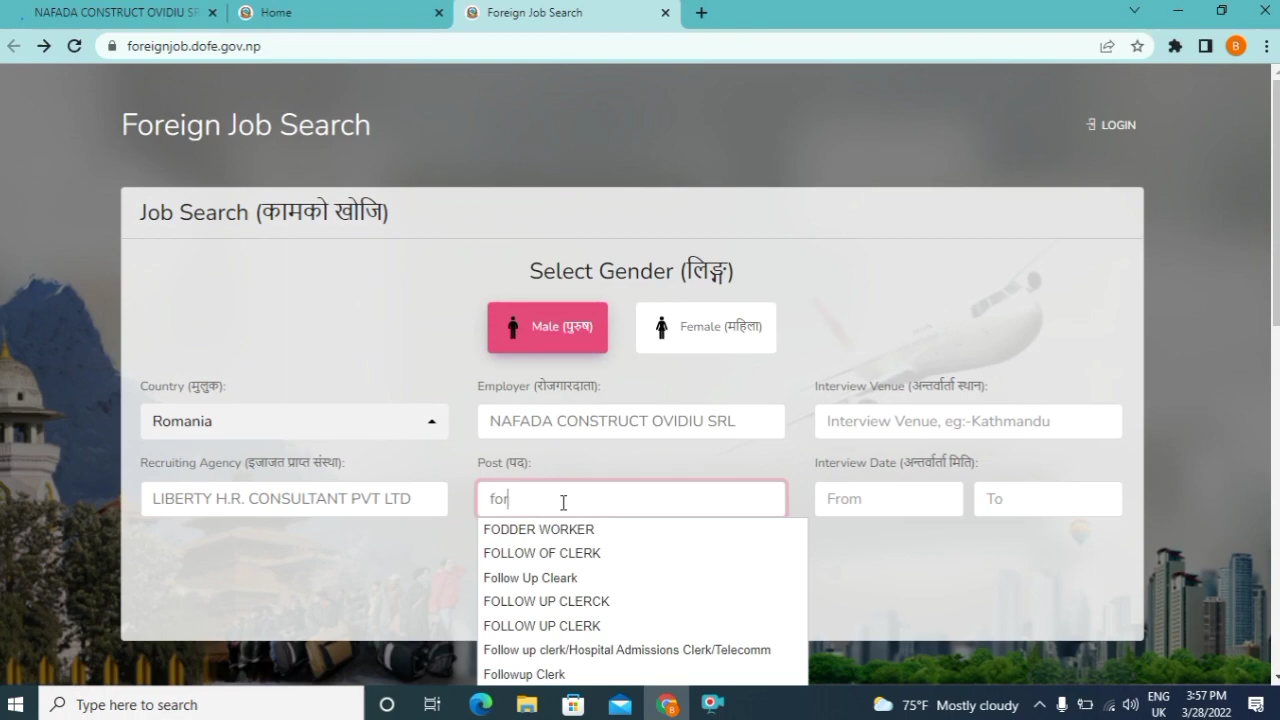 NAFADA CONSTRUCT OVIDIU SR
Home
Foreign Job Search
foreignjob.dofe.gov.np
B
Foreign Job Search
LOGIN
Job Search (कामको खोजि)
Select Gender (लिङ्ग)
Male (पुरुष)
Female (महिला)
Country (मुलुक):
Employer (रोजगारदाता):
Interview Venue (अन्तर्वार्ता स्थान):
Romania
NAFADA CONSTRUCT OVIDIU SRL
Interview Venue, eg:-Kathmandu
Recruiting Agency (इजाजत प्राप्त संस्था):
Post (पद):
Interview Date (अन्तर्वार्ता मिति):
LIBERTY H.R. CONSULTANT PVT LTD
for
From
To
FODDER WORKER
FOLLOW OF CLERK
Follow Up Cleark
FOLLOW UP CLERCK
FOLLOW UP CLERK
Follow up clerk/Hospital Admissions Clerk/Telecomm
Followup Clerk
Type here to search
B
75°F Mostly cloudy
ENG
UK
3:57 PM
3/28/2022